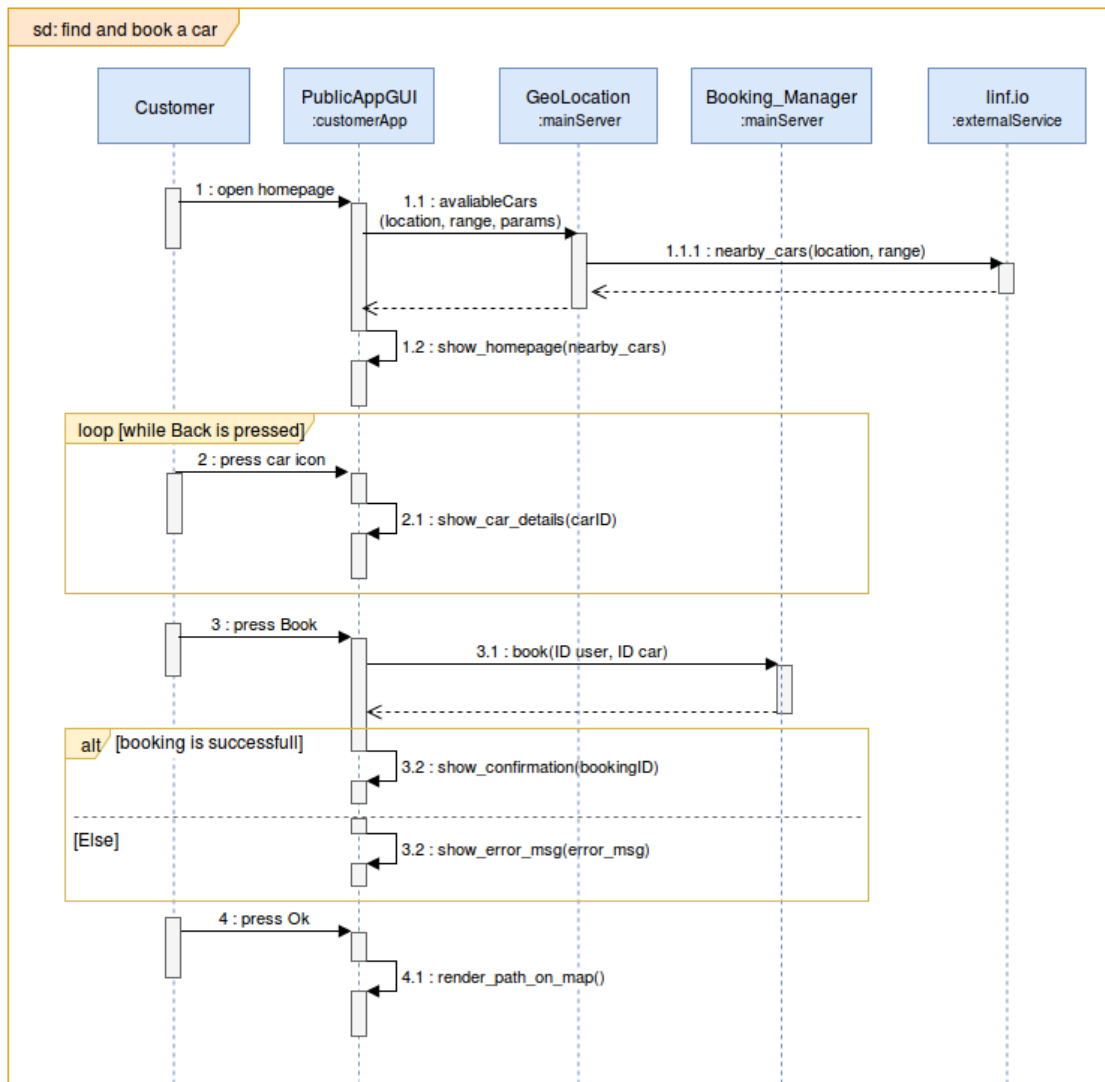 sd: find and book a car
Customer
PublicAppGUI
:customerApp
GeoLocation
:mainServer
Booking_Manager
:mainServer
linf.io
:externalService
1 : open homepage
1.1 : avaliableCars
(location, range, params)
1.1.1 : nearby_cars(location, range)
1.2 : show_homepage(nearby_cars)
loop [while Back is pressed]
2 : press car icon
2.1 : show_car_details(carID)
3 : press Book
3.1 : book(ID user, ID car)
alt [booking is successfull]
3.2 : show_confirmation(bookingID)
[Else]
3.2 : show_error_msg(error_msg)
4 : press Ok
4.1 : render_path_on_map()